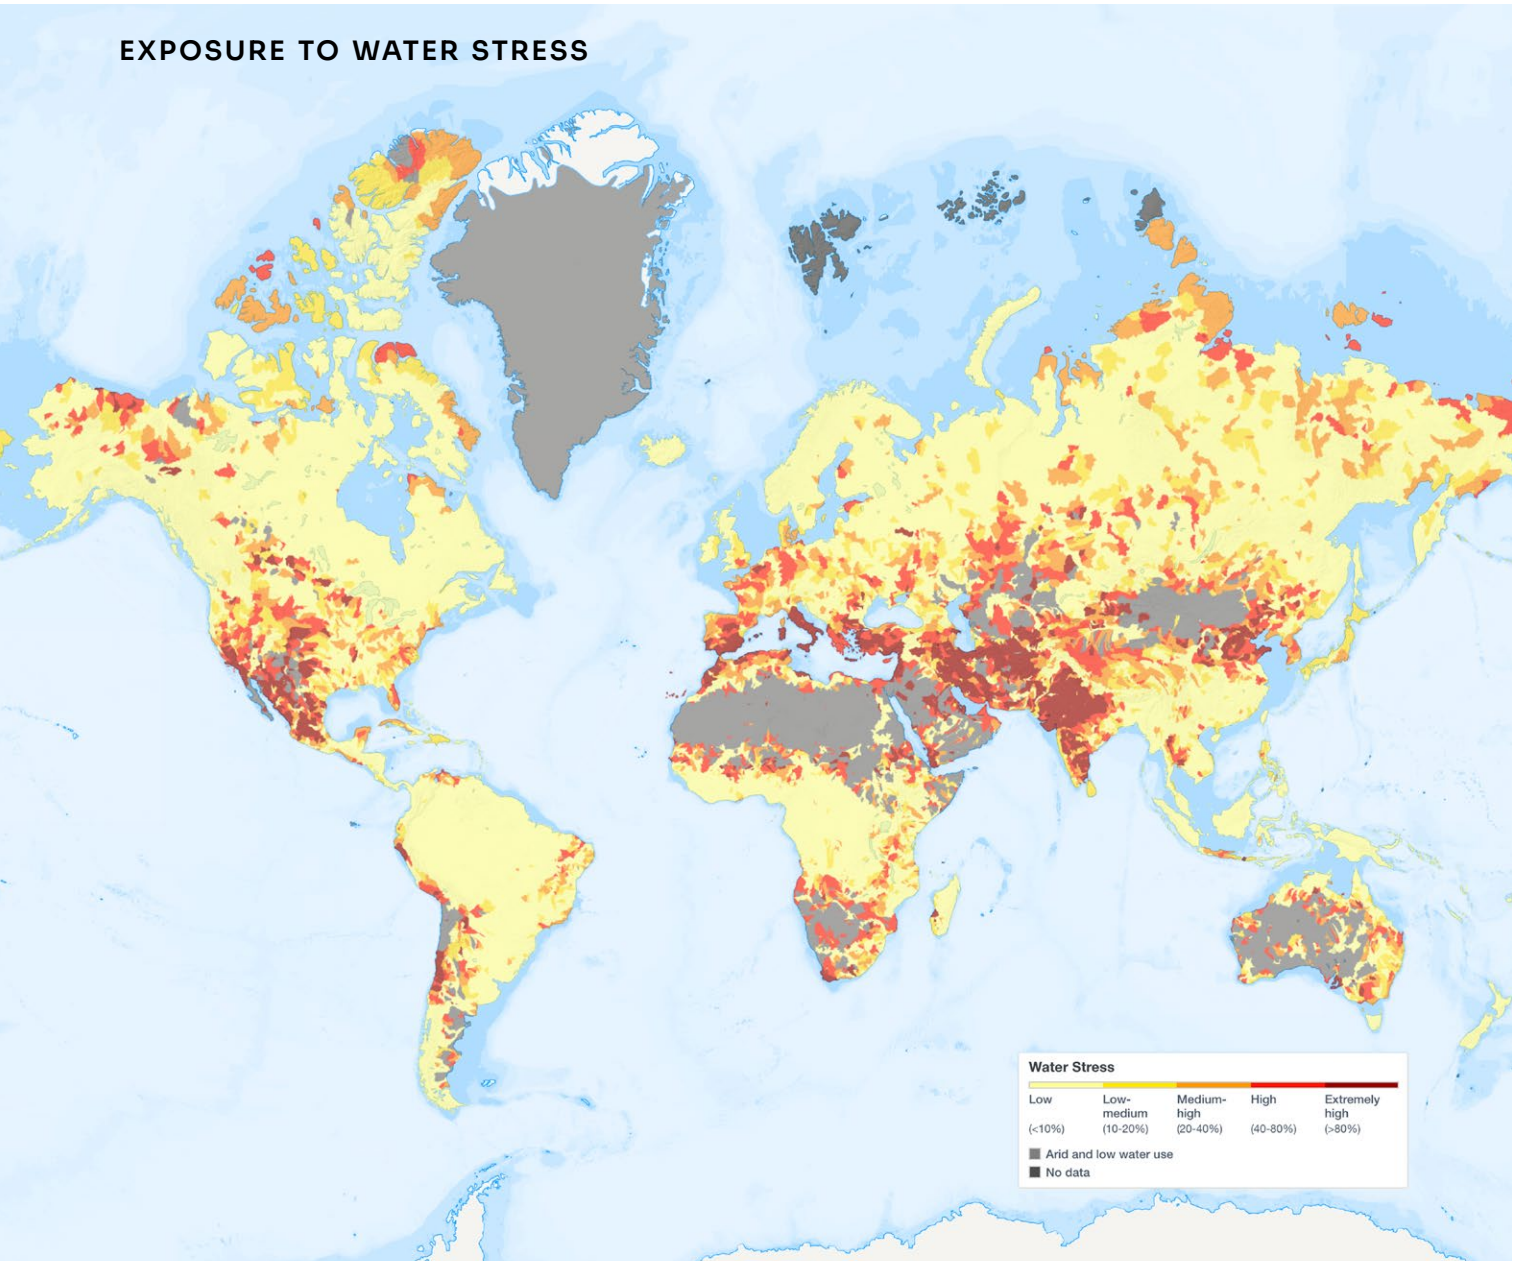 EXPOSURE TO WATER STRESS
Water Stress
Low Low- Medium- High Extremely
medium high high
(<10%) (10-20%) (20-40%) (40-80%) (>80%)
Arid and low water use
No data